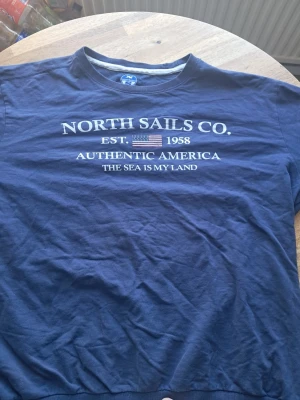 NORTH SAILS CO.
EST. 1958
AUTHENTIC AMERICA
THE SEA IS MY LAND